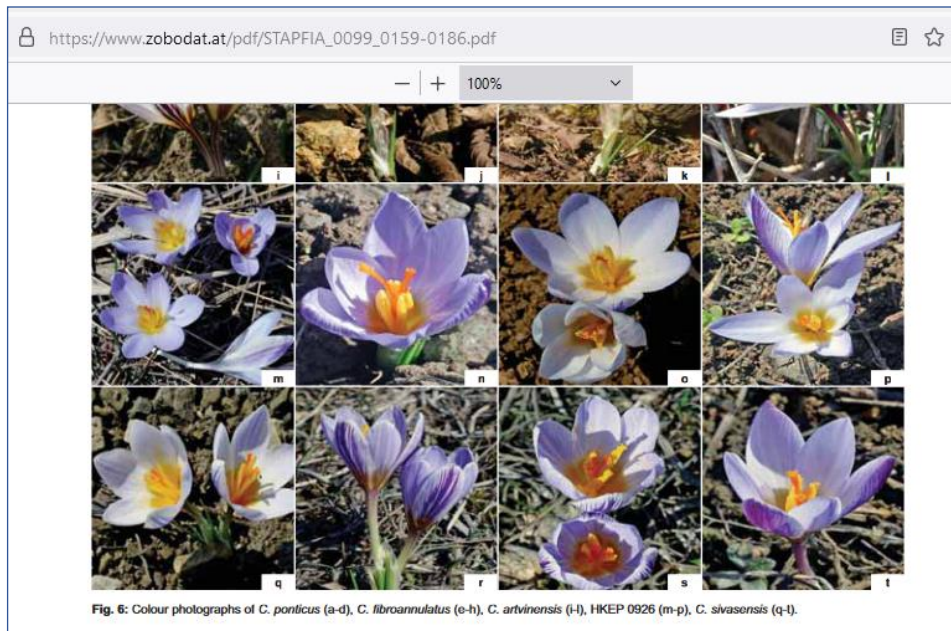 https://www.zobodat.at/pdf/STAPFIA_0099_0159-0186.pdf
100%
i j k l
m n o p
q r s t
Fig. 6: Colour photographs of C. ponticus (a-d), C. fibroannulatus (e-h), C. artvinensis (i-l), HKEP 0926 (m-p), C. sivasensis (q-t).